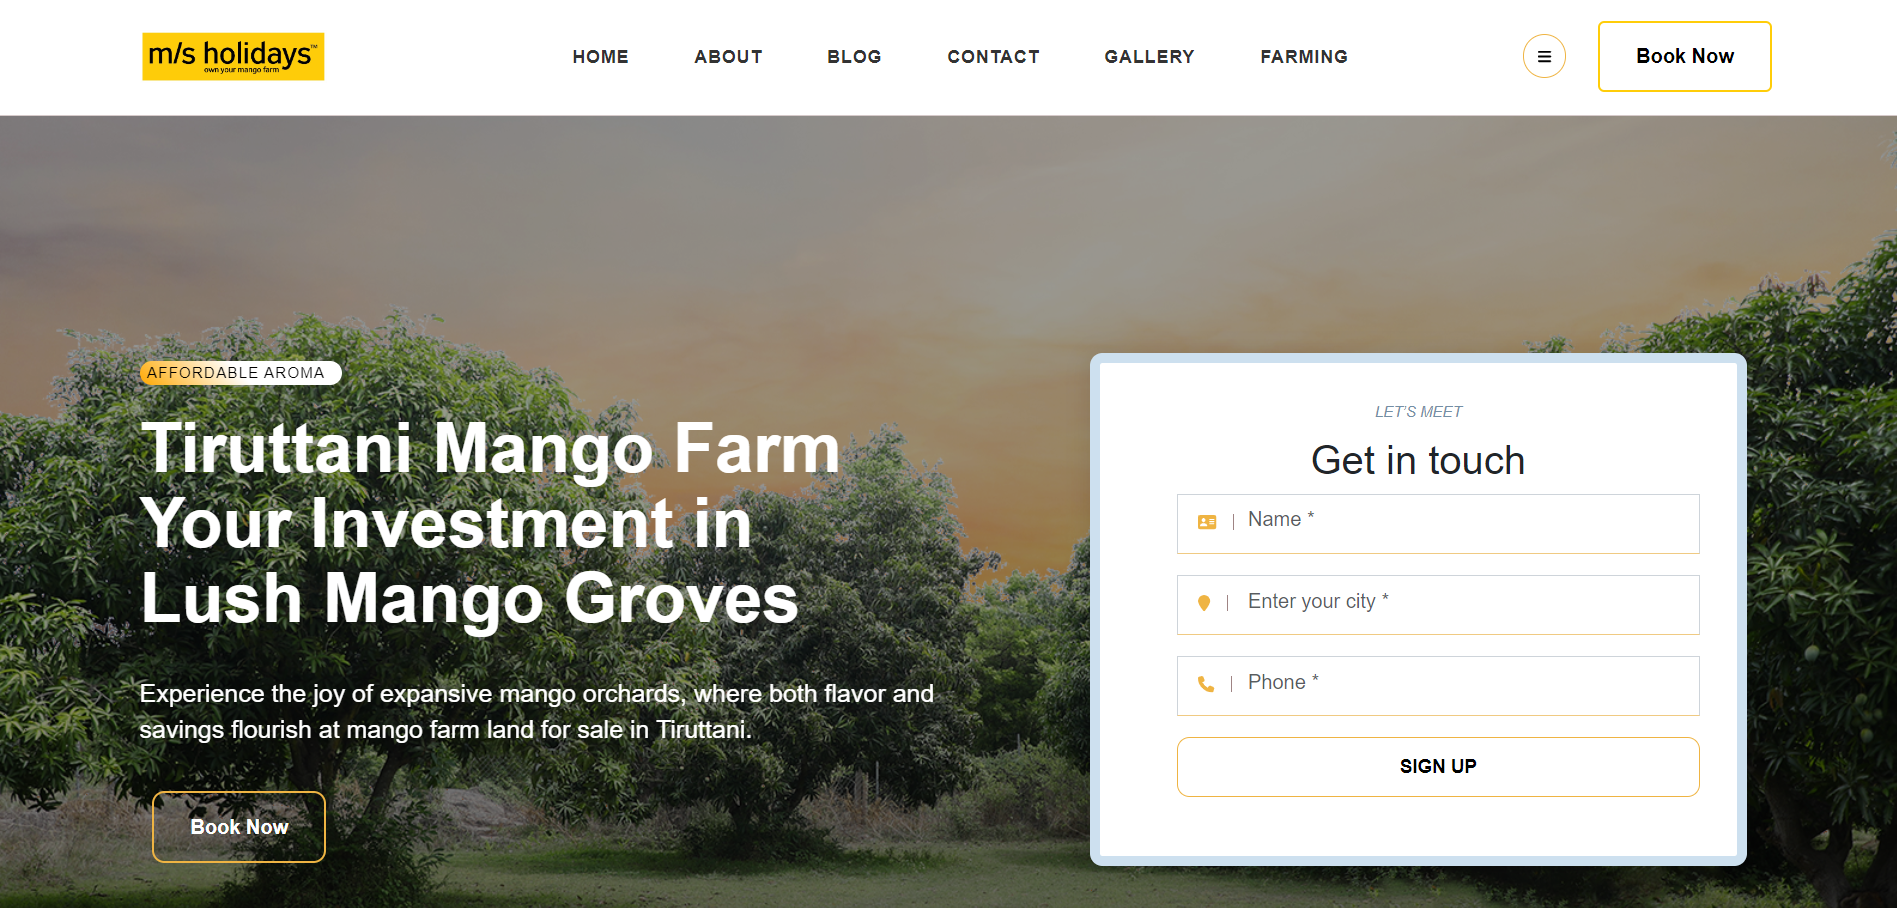 m/s holidays™
own your mango farm
HOME
ABOUT
BLOG
CONTACT
GALLERY
FARMING
Book Now
AFFORDABLE AROMA
Tiruttani Mango Farm
Your Investment in
Lush Mango Groves
Experience the joy of expansive mango orchards, where both flavor and
savings flourish at mango farm land for sale in Tiruttani.
Book Now
LET'S MEET
Get in touch
Name *
Enter your city *
Phone *
SIGN UP